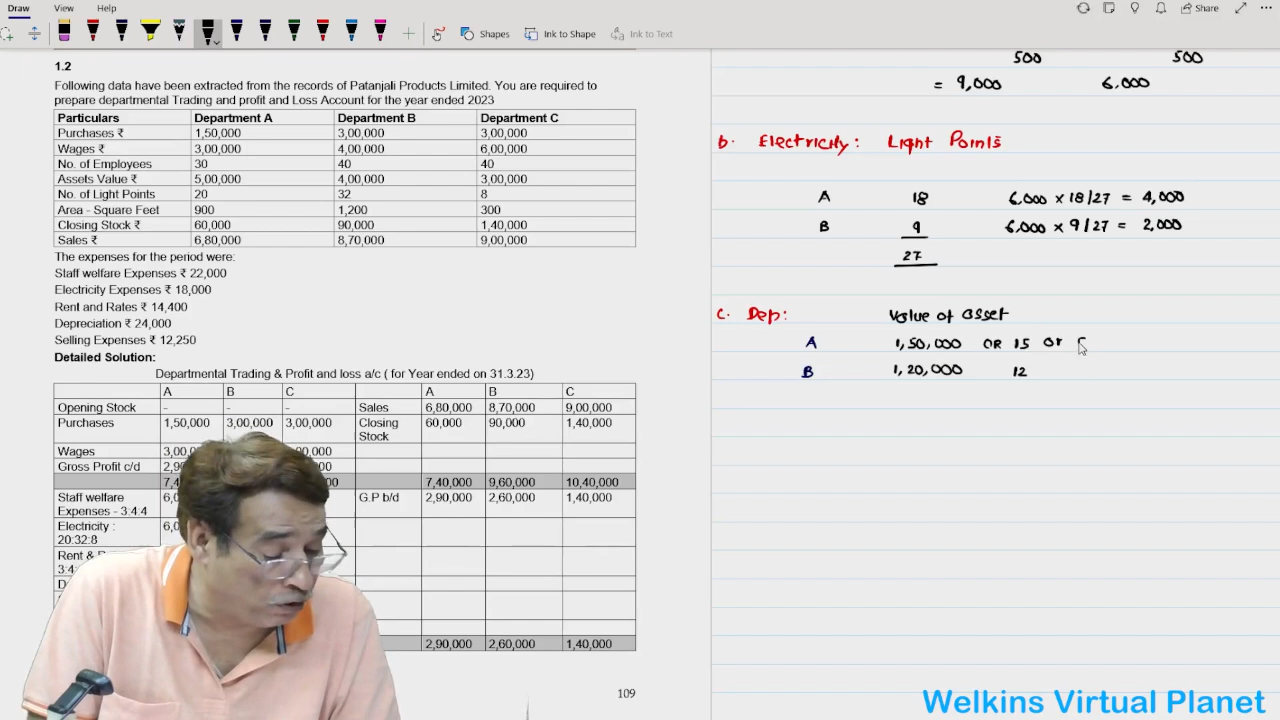 Draw View Help
Share
Shapes Ink to Shape Ink to Text
1.2
Following data have been extracted from the records of Patanjali Products Limited. You are required to
prepare departmental Trading and profit and Loss Account for the year ended 2023
Particulars Department A Department B Department C
Purchases ₹ 1,50,000 3,00,000 3,00,000
Wages ₹ 3,00,000 4,00,000 6,00,000
No. of Employees 30 40 40
Assets Value ₹ 5,00,000 4,00,000 3,00,000
No. of Light Points 20 32 8
Area - Square Feet 900 1,200 300
Closing Stock ₹ 60,000 90,000 1,40,000
Sales ₹ 6,80,000 8,70,000 9,00,000
The expenses for the period were:
Staff welfare Expenses ₹ 22,000
Electricity Expenses ₹ 18,000
Rent and Rates ₹ 14,400
Depreciation ₹ 24,000
Selling Expenses ₹ 12,250
Detailed Solution:
Departmental Trading & Profit and loss a/c ( for Year ended on 31.3.23)
A B C A B C
Opening Stock - - - Sales 6,80,000 8,70,000 9,00,000
Purchases 1,50,000 3,00,000 3,00,000 Closing 60,000 90,000 1,40,000
Stock
Wages
Gross Profit c/d
7,40,000 9,60,000 10,40,000
Staff welfare G.P b/d 2,90,000 2,60,000 1,40,000
Expenses - 3:4:4
Electricity :
20:32:8
Rent &
2,90,000 2,60,000 1,40,000
109
500 500
= 9,000 6,000
b. Electricity: Light Points
A 18 6,000 × 18/27 = 4,000
B 9 6,000 × 9/27 = 2,000
27
c. Dep: Value of asset
A 1,50,000 OR 15 or
B 1,20,000 12
Welkins Virtual Planet